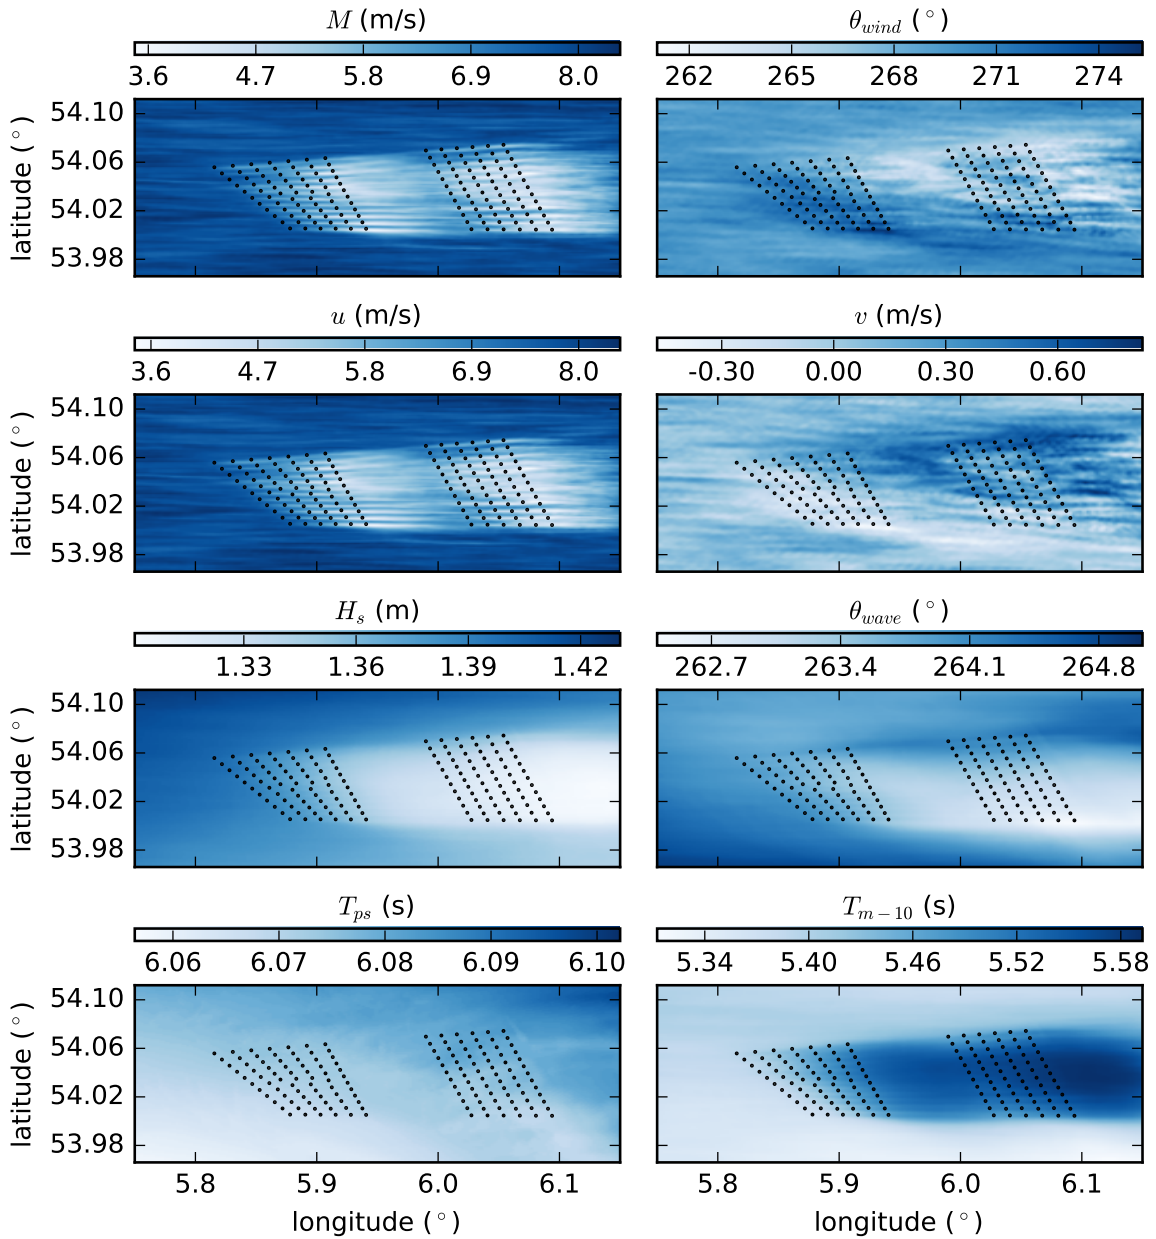 M (m/s) θwind (°)
3.6 4.7 5.8 6.9 8.0 262 265 268 271 274
54.10
54.06
54.02
53.98
latitude (°)
u (m/s) v (m/s)
3.6 4.7 5.8 6.9 8.0 -0.30 0.00 0.30 0.60
54.10
54.06
54.02
53.98
latitude (°)
Hs (m) θwave (°)
1.33 1.36 1.39 1.42 262.7 263.4 264.1 264.8
54.10
54.06
54.02
53.98
latitude (°)
Tps (s) Tm−10 (s)
6.06 6.07 6.08 6.09 6.10 5.34 5.40 5.46 5.52 5.58
54.10
54.06
54.02
53.98
latitude (°)
5.8 5.9 6.0 6.1 5.8 5.9 6.0 6.1
longitude (°) longitude (°)